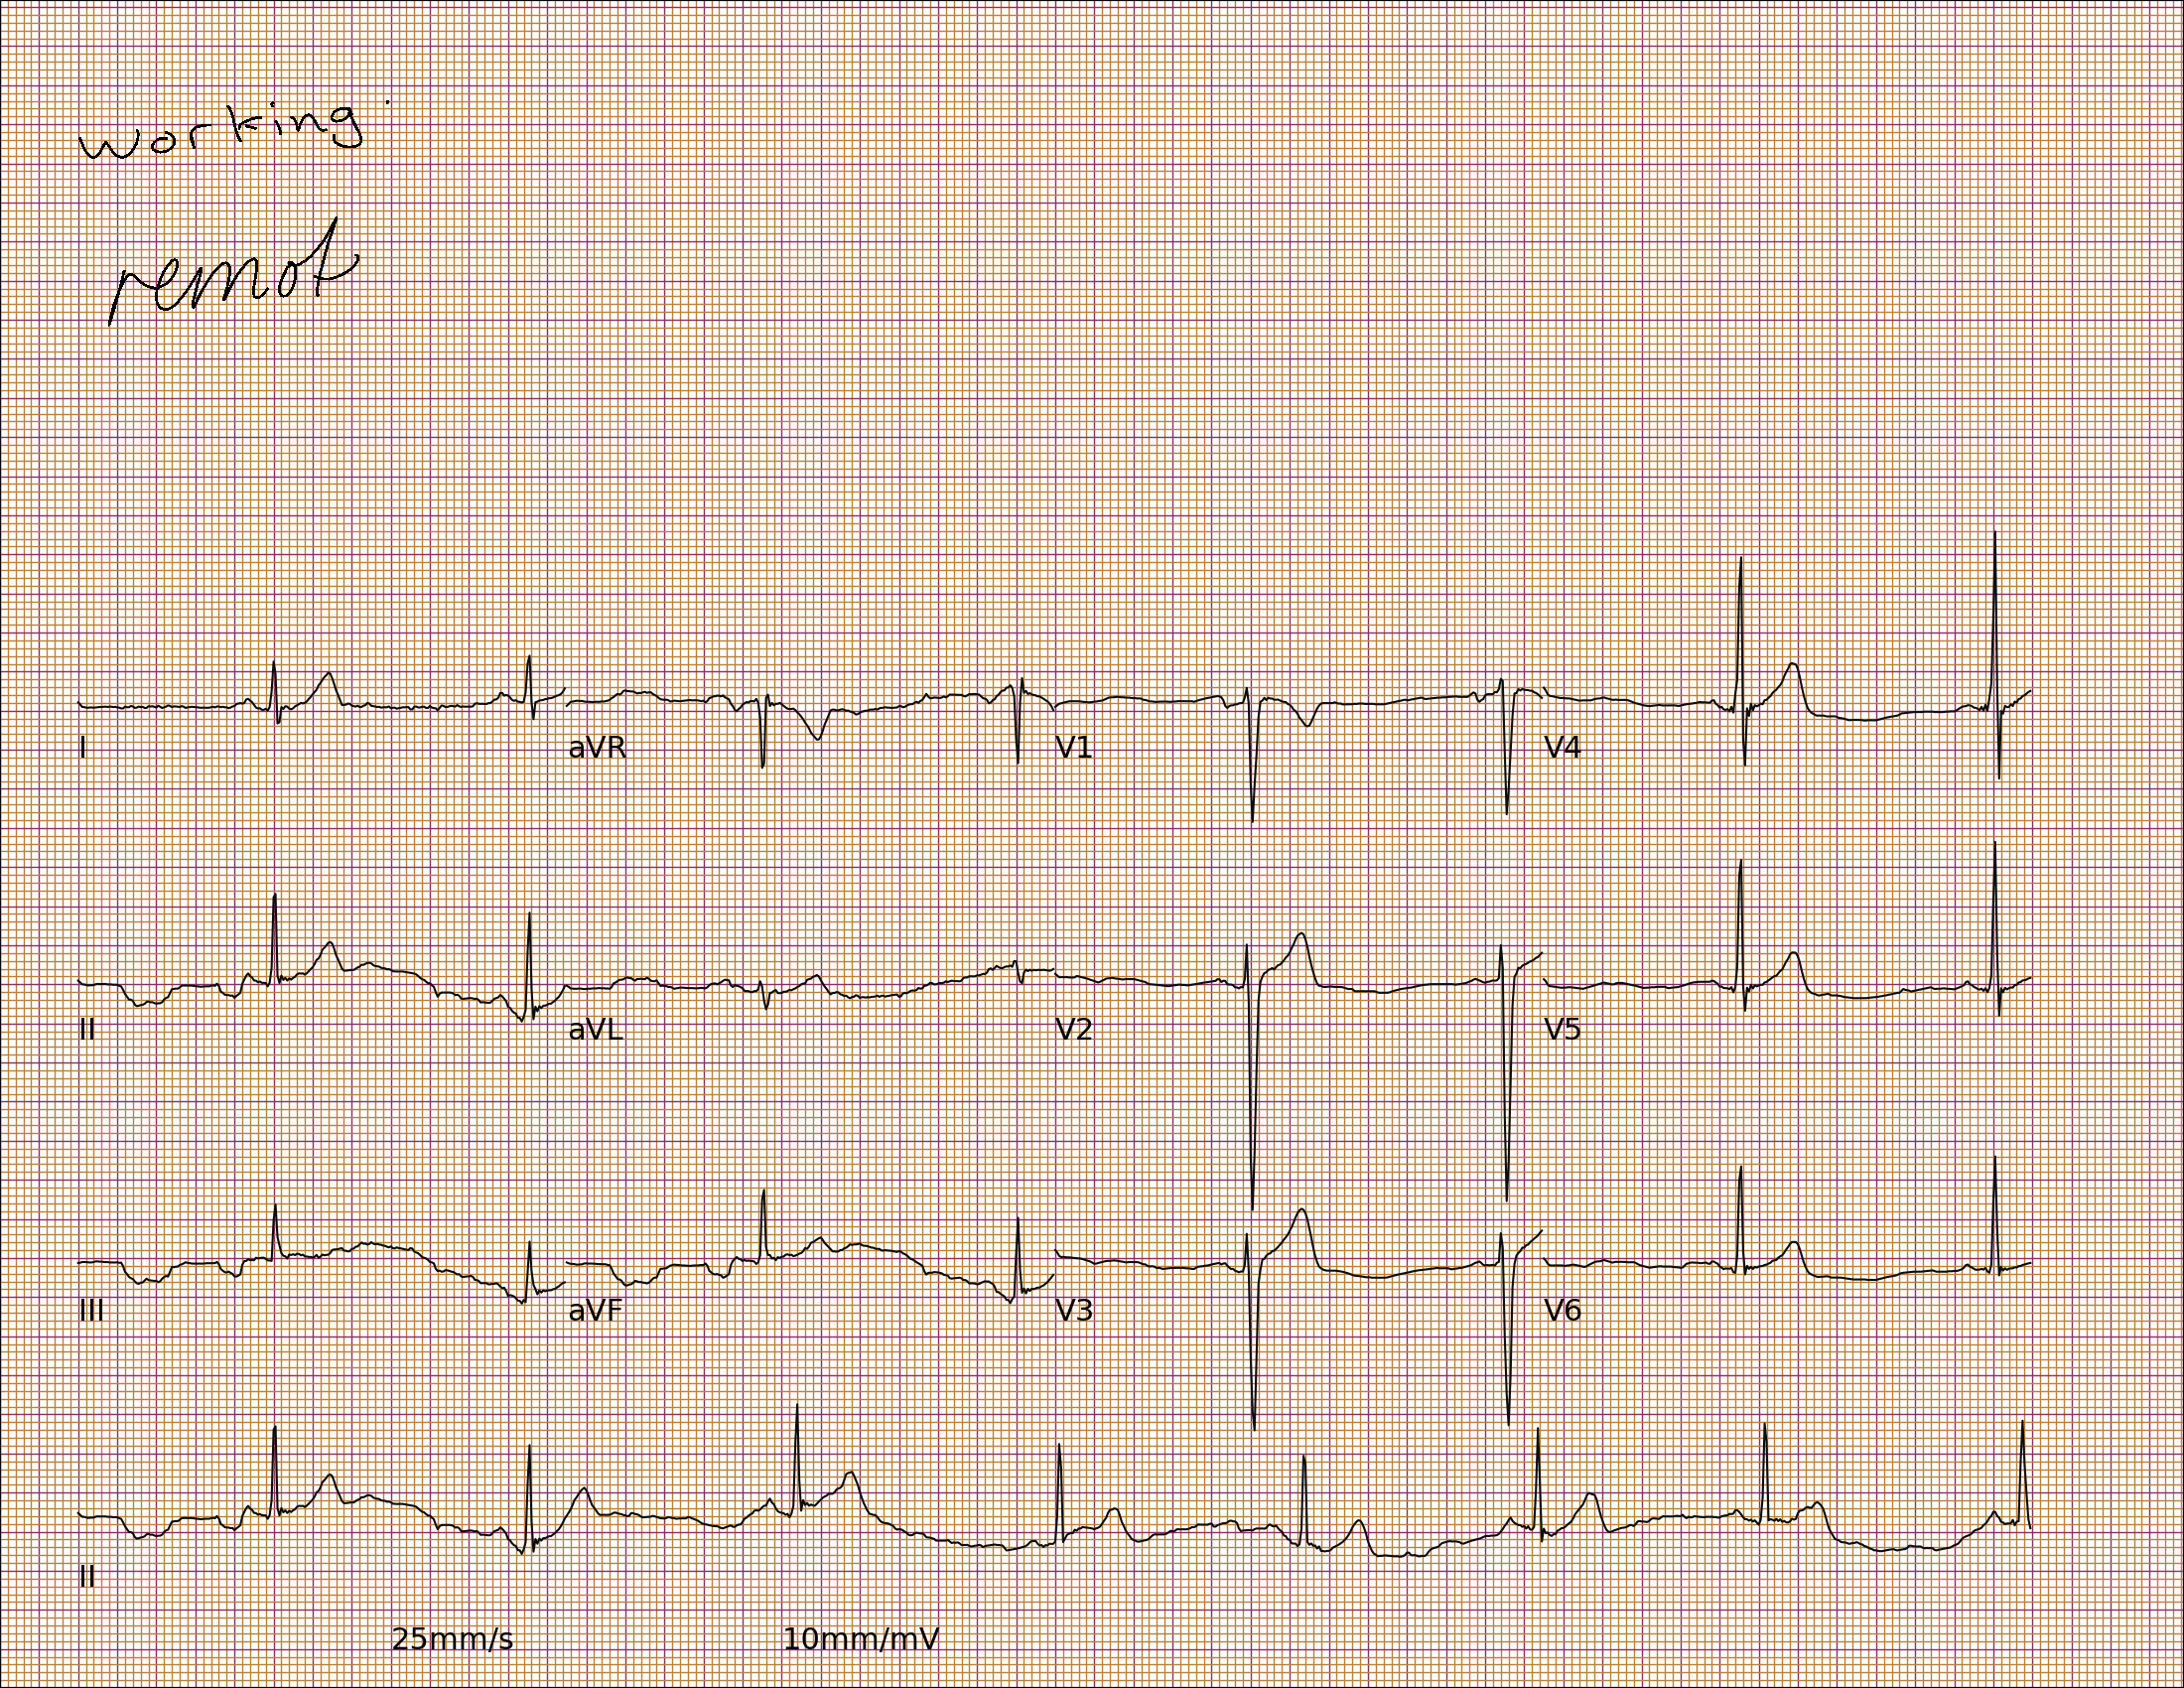 working
remot
I aVR V1 V4
II aVL V2 V5
III aVF V3 V6
II
25mm/s 10mm/mV